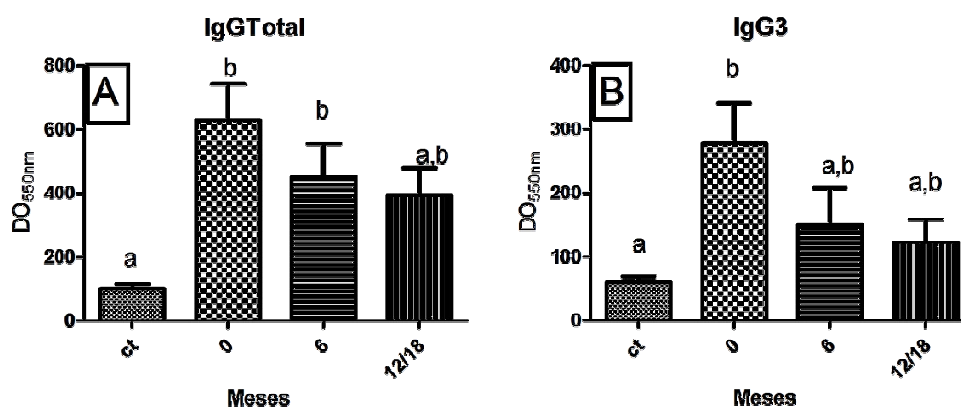 IgGTotal
A
800
600
400
200
0
DO550nm
a
b
b
a,b
ct
0
6
12/18
Meses
IgG3
B
400
300
200
100
0
DO550nm
a
b
a,b
a,b
ct
0
6
12/18
Meses